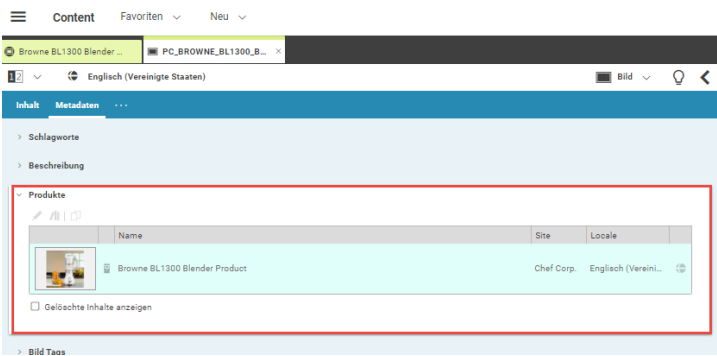 Content Favoriten Neu
Browne BL1300 Blender ... PC_BROWNE_BL1300_B... ×
12 Englisch (Vereinigte Staaten) Bild
Inhalt Metadaten ...
Schlagworte
Beschreibung
Produkte
Name Site Locale
Browne BL1300 Blender Product Chef Corp. Englisch (Vereini...
Gelöschte Inhalte anzeigen
Bild Tags